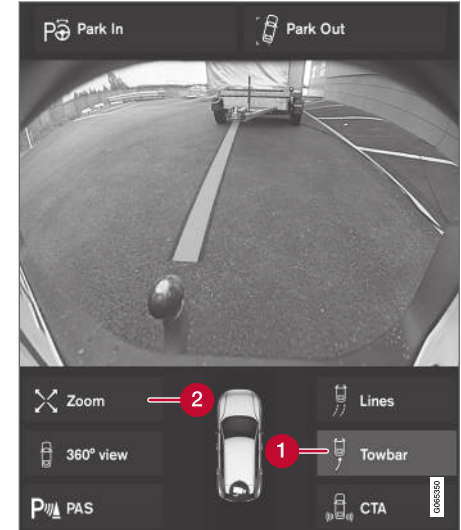 P Park In
Park Out
Zoom
2
Lines
360° view
1
Towbar
P PAS
CTA
G065350